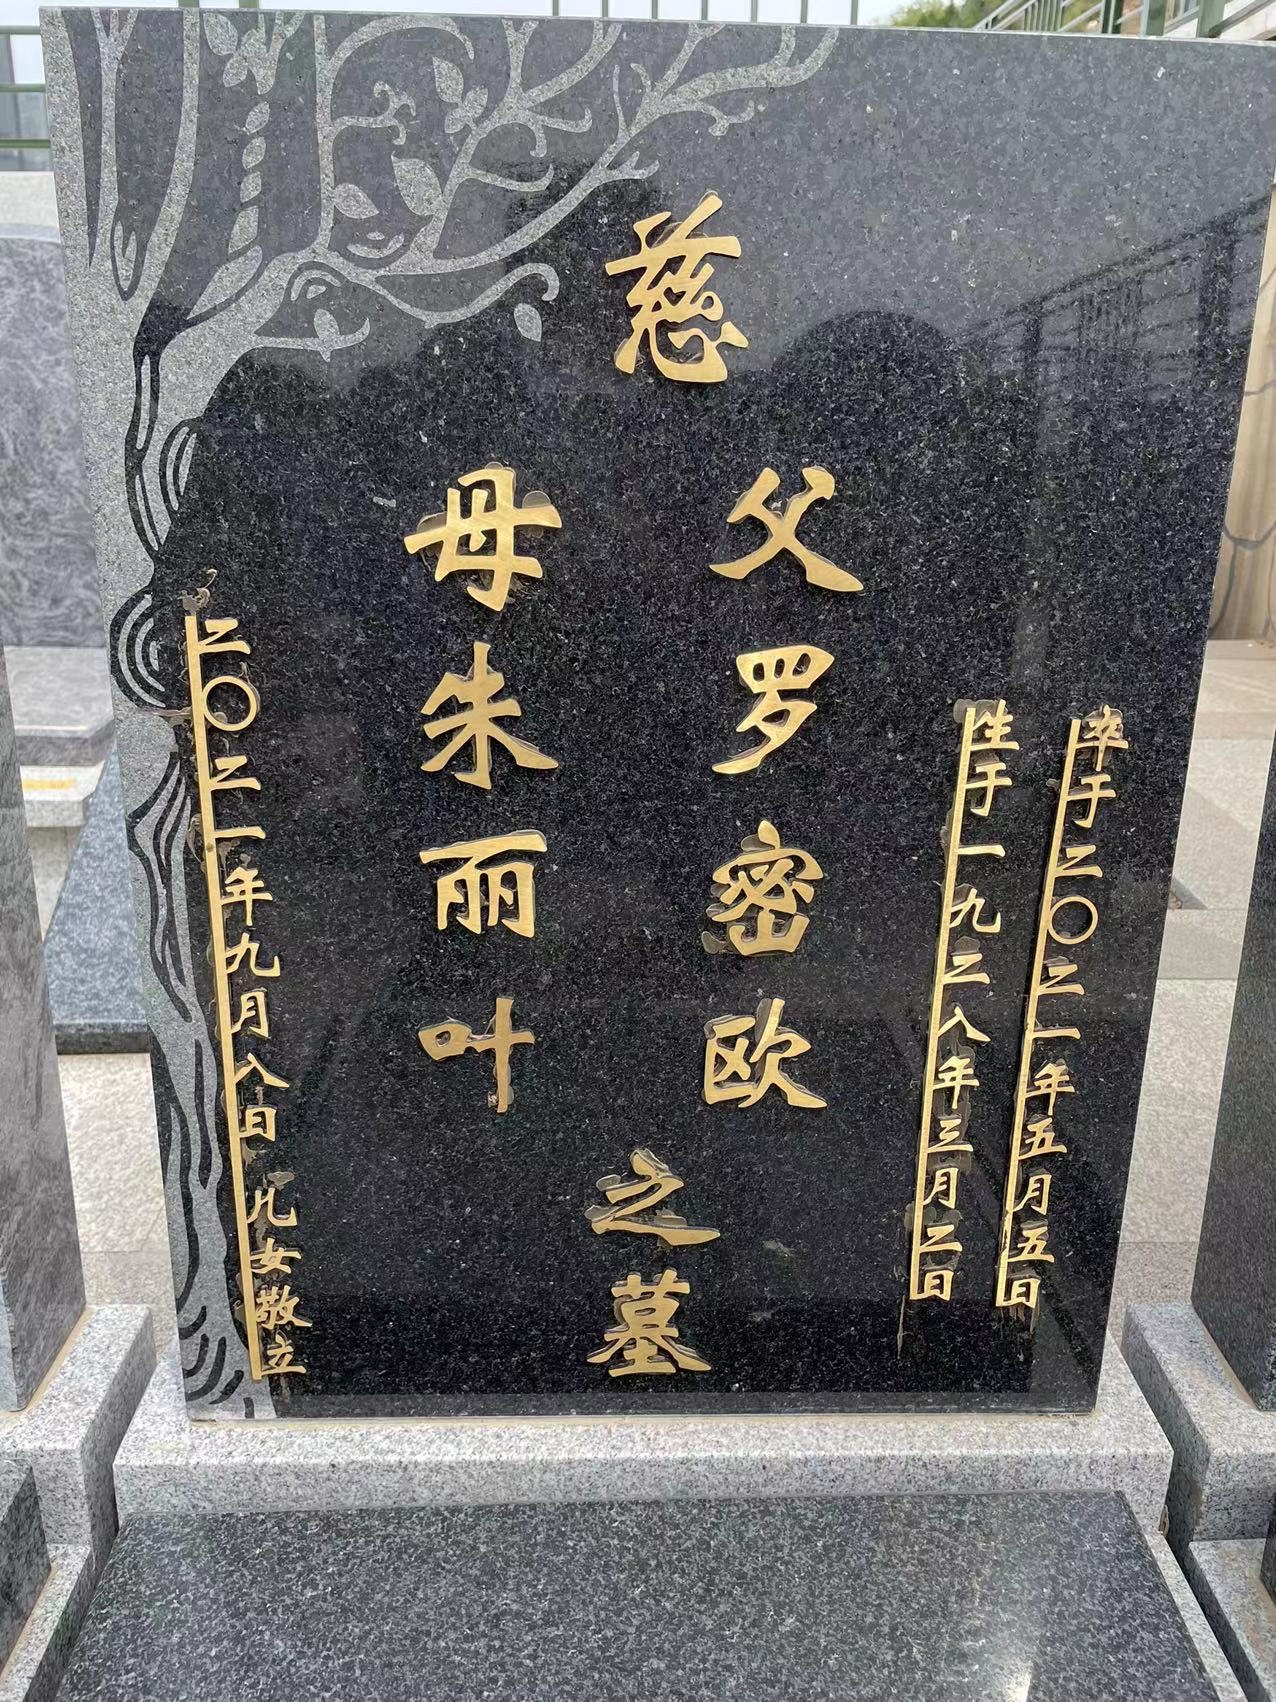 卒于二〇二一年五月五日
生于一九二八年三月二日
慈
父罗密欧
母朱丽叶
之墓
二〇二一年九月八日 儿女敬立